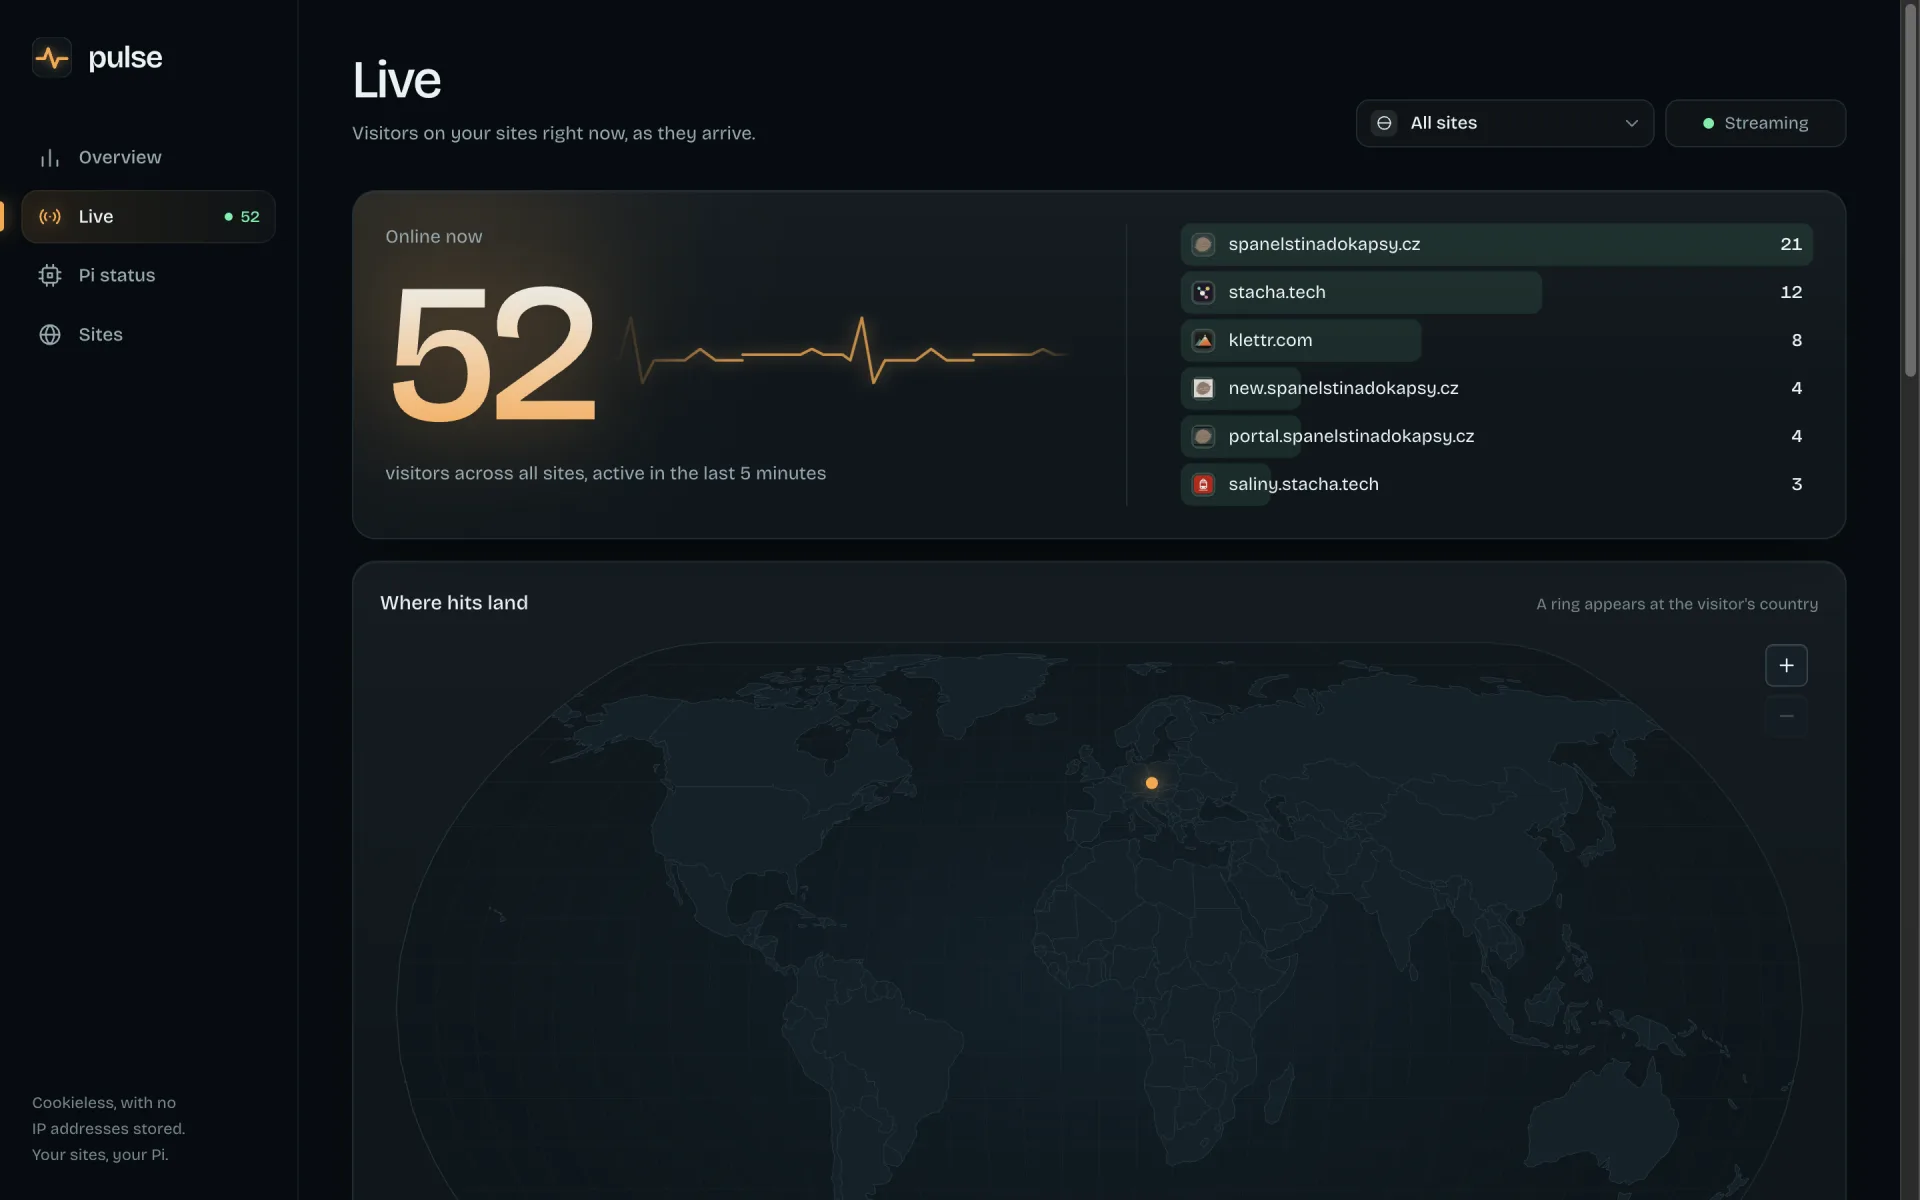 pulse
Overview
Live
52
Pi status
Sites
Cookieless, with no
IP addresses stored.
Your sites, your Pi.
Live
Visitors on your sites right now, as they arrive.
All sites
Streaming
Online now
52
visitors across all sites, active in the last 5 minutes
spanelstinadokapsy.cz 21
stacha.tech 12
klettr.com 8
new.spanelstinadokapsy.cz 4
portal.spanelstinadokapsy.cz 4
saliny.stacha.tech 3
Where hits land
A ring appears at the visitor's country
+
−